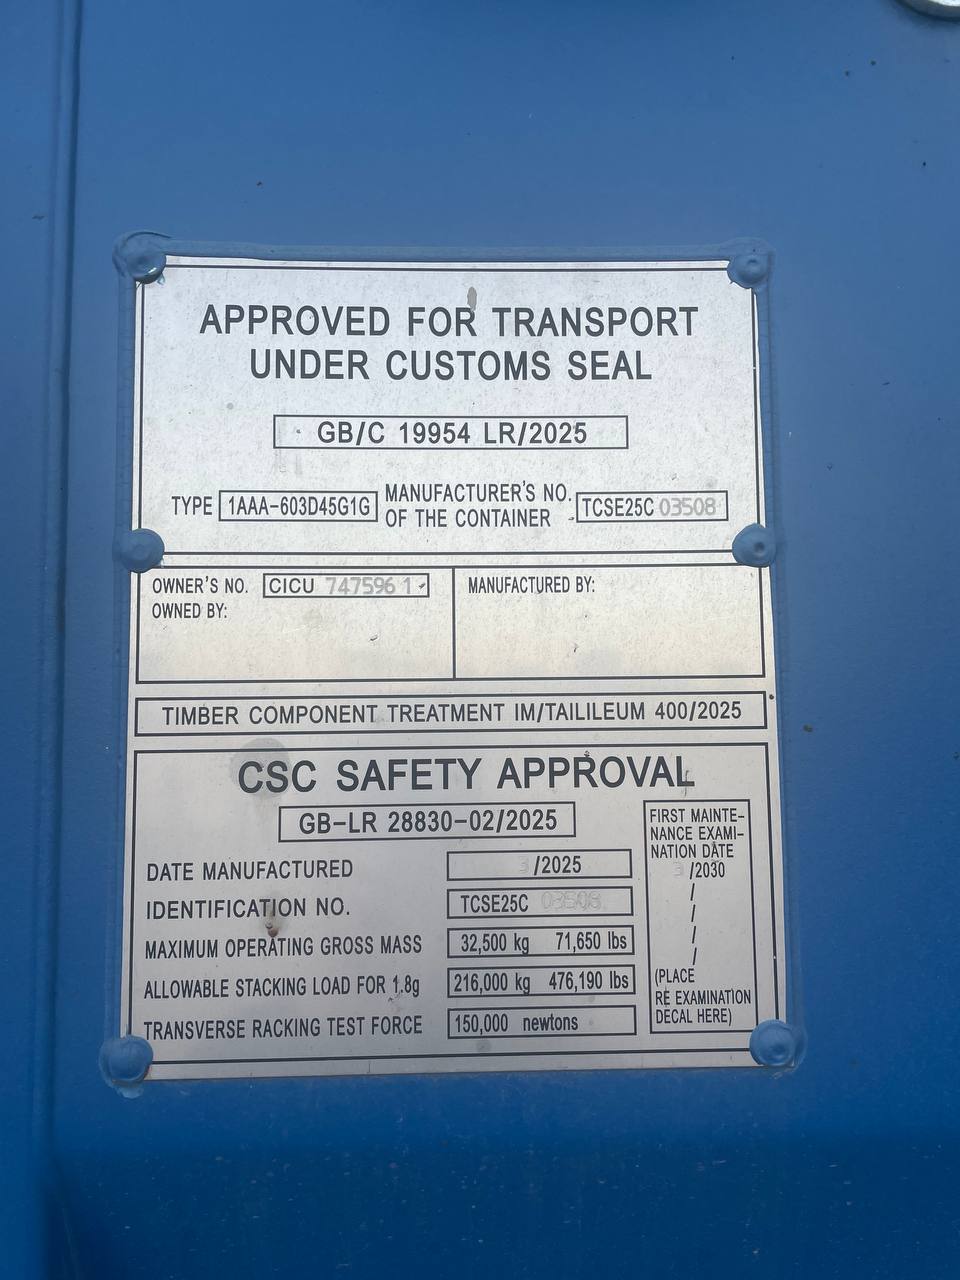 APPROVED FOR TRANSPORT
UNDER CUSTOMS SEAL
GB/C 19954 LR/2025
TYPE 1AAA-603D45G1G MANUFACTURER'S NO. OF THE CONTAINER TCSE25C 03508
OWNER'S NO. CICU 747596 1
OWNED BY:
MANUFACTURED BY:
TIMBER COMPONENT TREATMENT IM/TAILILEUM 400/2025
CSC SAFETY APPROVAL
GB-LR 28830-02/2025
DATE MANUFACTURED 3 /2025
IDENTIFICATION NO. TCSE25C 03508
MAXIMUM OPERATING GROSS MASS 32,500 kg 71,650 lbs
ALLOWABLE STACKING LOAD FOR 1.8g 216,000 kg 476,190 lbs
TRANSVERSE RACKING TEST FORCE 150,000 newtons
FIRST MAINTE-
NANCE EXAMI-
NATION DATE
3 /2030
/
/
/
/
(PLACE
RE EXAMINATION
DECAL HERE)